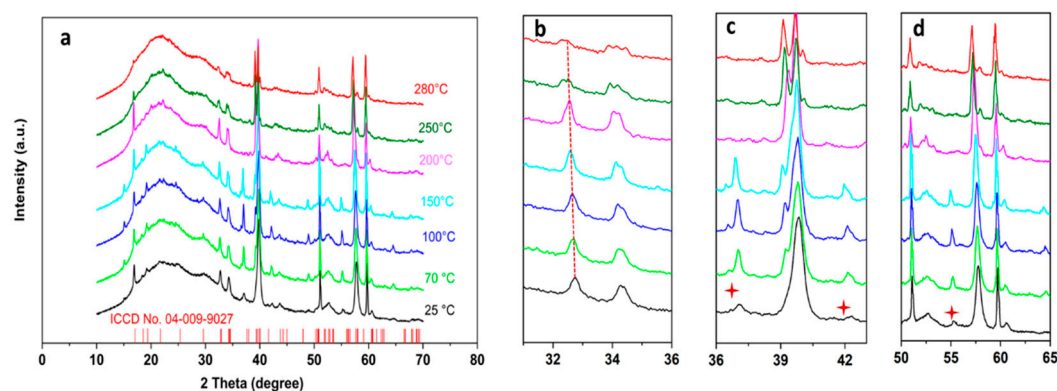 a
b
c
d
Intensity (a.u.)
280°C
250°C
200°C
150°C
100°C
70 °C
25 °C
ICCD No. 04-009-9027
0 10 20 30 40 50 60 70 80
2 Theta (degree)
32 34 36
36 39 42
50 55 60 65